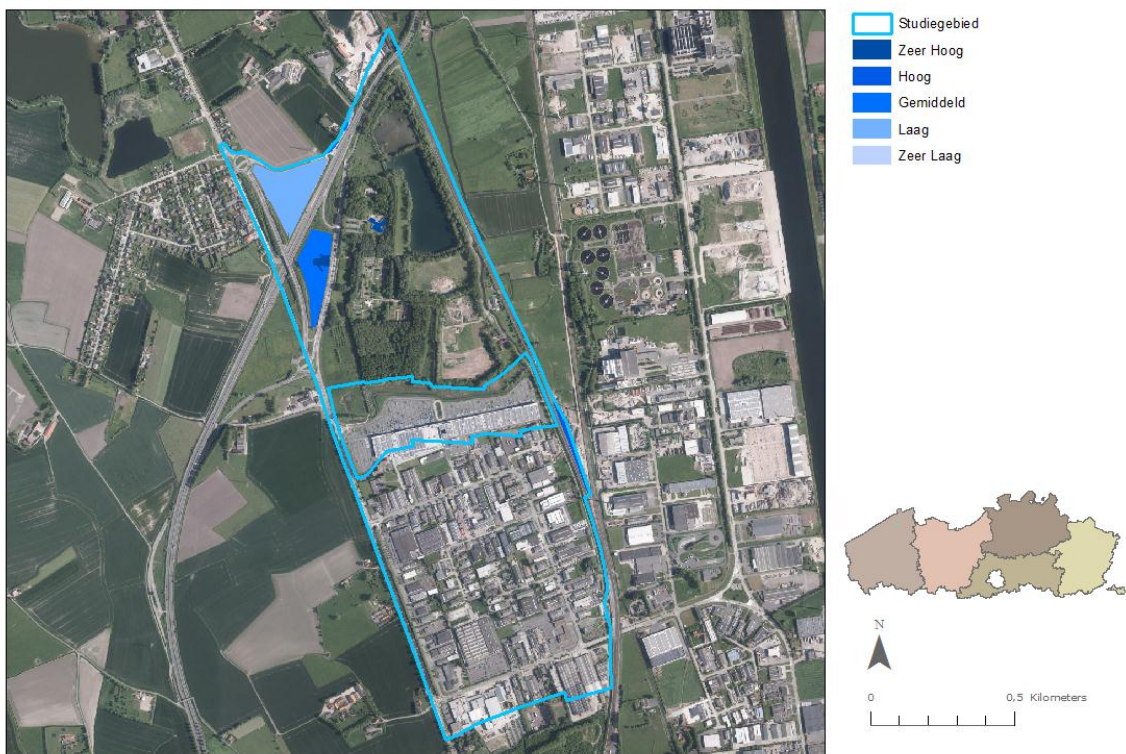 Studiegebied
Zeer Hoog
Hoog
Gemiddeld
Laag
Zeer Laag
N
0 0,5 Kilometers